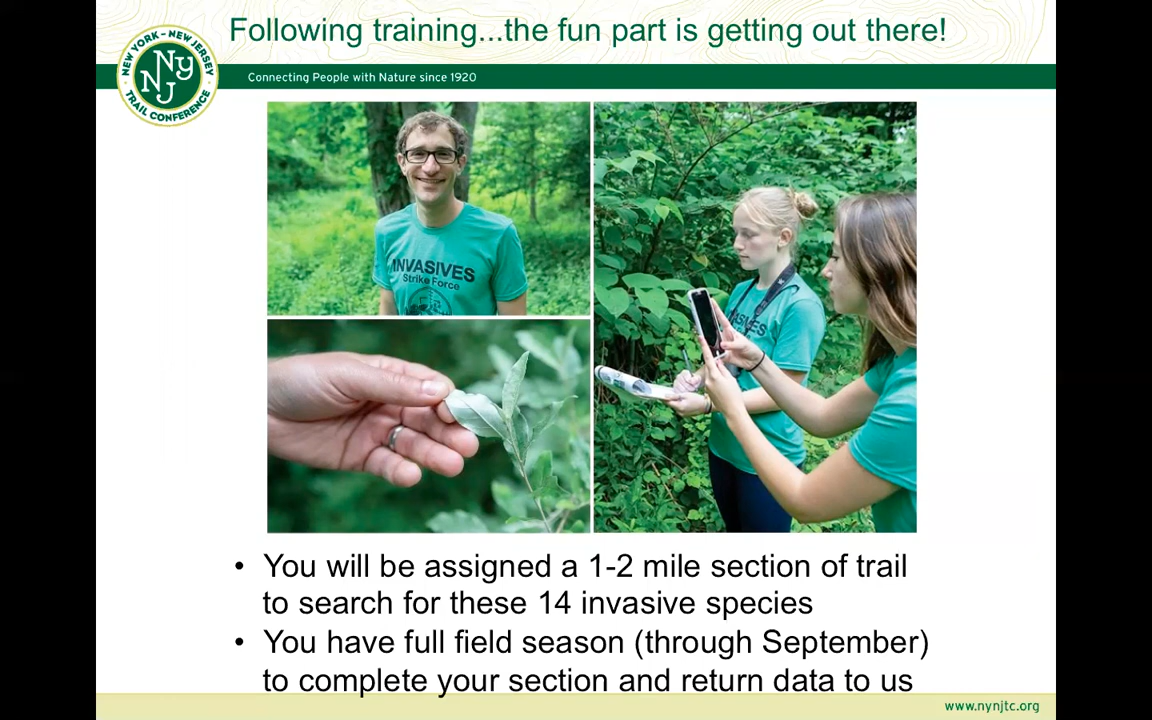 Following training...the fun part is getting out there!
NEW YORK - NEW JERSEY
NY
NJ
TRAIL CONFERENCE
Connecting People with Nature since 1920
INVASIVES
Strike Force
• You will be assigned a 1-2 mile section of trail
to search for these 14 invasive species
• You have full field season (through September)
to complete your section and return data to us
www.nynjtc.org